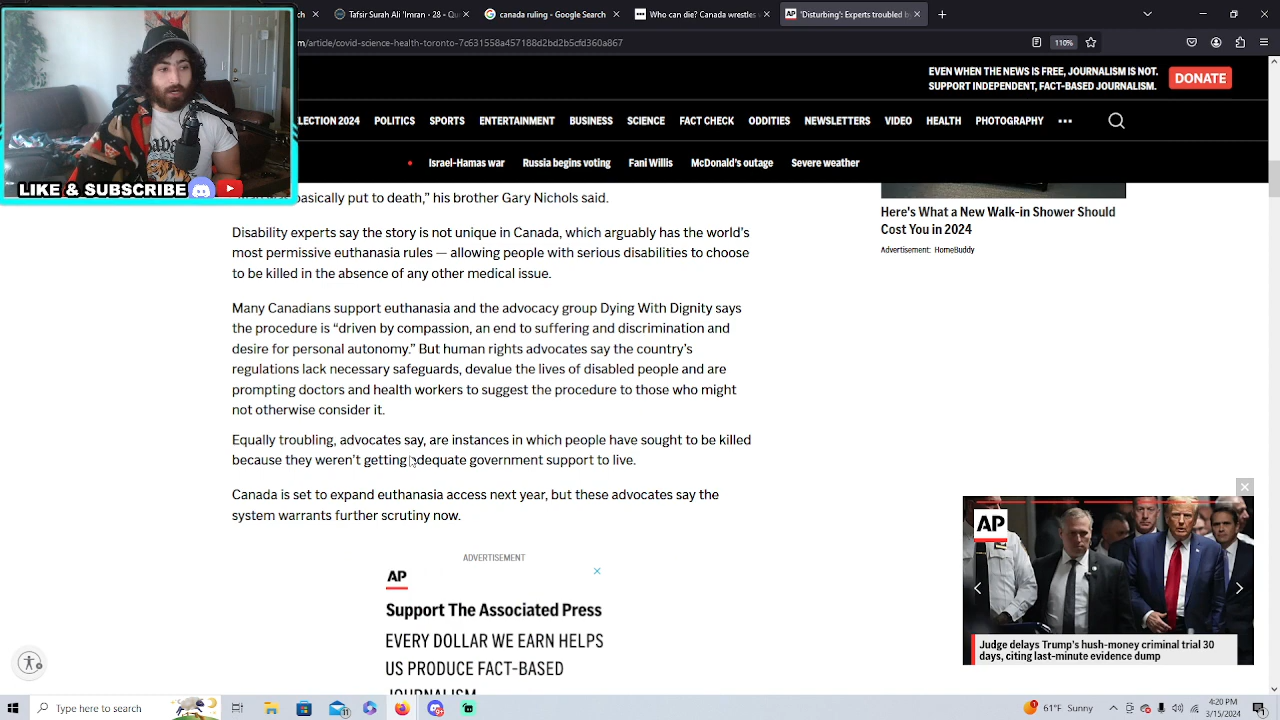 ch
Tafsir Surah Ali 'Imran - 28 - Qu
canada ruling - Google Search
Who can die? Canada wrestles
'Disturbing': Experts troubled b
m/article/covid-science-health-toronto-7c631558a457188d2bd2b5cfd360a867
110%
EVEN WHEN THE NEWS IS FREE, JOURNALISM IS NOT.
SUPPORT INDEPENDENT, FACT-BASED JOURNALISM.
DONATE
LECTION 2024 POLITICS SPORTS ENTERTAINMENT BUSINESS SCIENCE FACT CHECK ODDITIES NEWSLETTERS VIDEO HEALTH PHOTOGRAPHY
Israel-Hamas war Russia begins voting Fani Willis McDonald's outage Severe weather
LIKE & SUBSCRIBE
basically put to death,” his brother Gary Nichols said.
Disability experts say the story is not unique in Canada, which arguably has the world’s
most permissive euthanasia rules — allowing people with serious disabilities to choose
to be killed in the absence of any other medical issue.
Many Canadians support euthanasia and the advocacy group Dying With Dignity says
the procedure is “driven by compassion, an end to suffering and discrimination and
desire for personal autonomy.” But human rights advocates say the country’s
regulations lack necessary safeguards, devalue the lives of disabled people and are
prompting doctors and health workers to suggest the procedure to those who might
not otherwise consider it.
Equally troubling, advocates say, are instances in which people have sought to be killed
because they weren’t getting adequate government support to live.
Canada is set to expand euthanasia access next year, but these advocates say the
system warrants further scrutiny now.
ADVERTISEMENT
AP
Support The Associated Press
EVERY DOLLAR WE EARN HELPS
US PRODUCE FACT-BASED
JOURNALISM
Here's What a New Walk-in Shower Should
Cost You in 2024
Advertisement: HomeBuddy
AP
Judge delays Trump's hush-money criminal trial 30
days, citing last-minute evidence dump
Type here to search
61°F Sunny
4:20 PM
3/15/2024